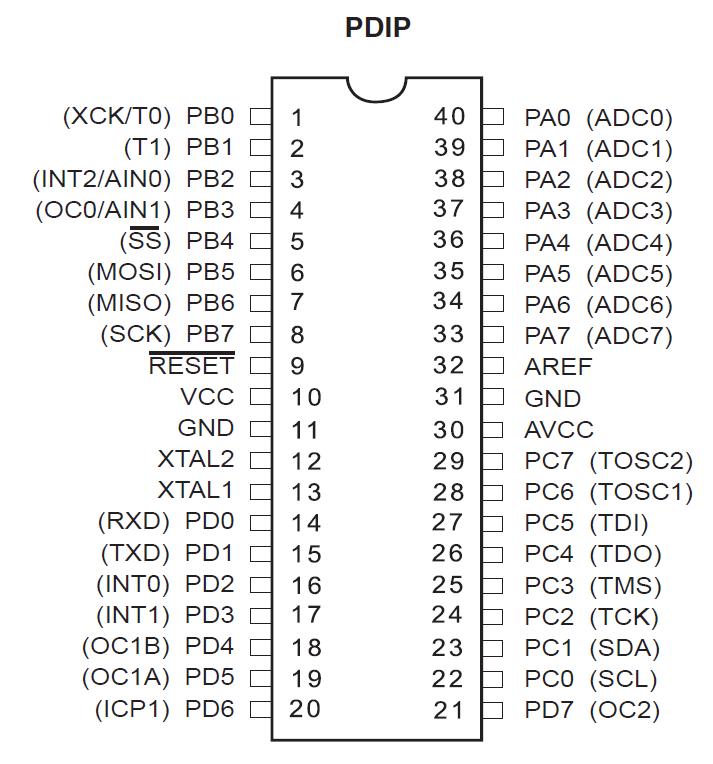 PDIP
(XCK/T0) PB0 1 40 PA0 (ADC0)
(T1) PB1 2 39 PA1 (ADC1)
(INT2/AIN0) PB2 3 38 PA2 (ADC2)
(OC0/AIN1) PB3 4 37 PA3 (ADC3)
(S̅S̅) PB4 5 36 PA4 (ADC4)
(MOSI) PB5 6 35 PA5 (ADC5)
(MISO) PB6 7 34 PA6 (ADC6)
(SCK) PB7 8 33 PA7 (ADC7)
R̅E̅S̅E̅T̅ 9 32 AREF
VCC 10 31 GND
GND 11 30 AVCC
XTAL2 12 29 PC7 (TOSC2)
XTAL1 13 28 PC6 (TOSC1)
(RXD) PD0 14 27 PC5 (TDI)
(TXD) PD1 15 26 PC4 (TDO)
(INT0) PD2 16 25 PC3 (TMS)
(INT1) PD3 17 24 PC2 (TCK)
(OC1B) PD4 18 23 PC1 (SDA)
(OC1A) PD5 19 22 PC0 (SCL)
(ICP1) PD6 20 21 PD7 (OC2)